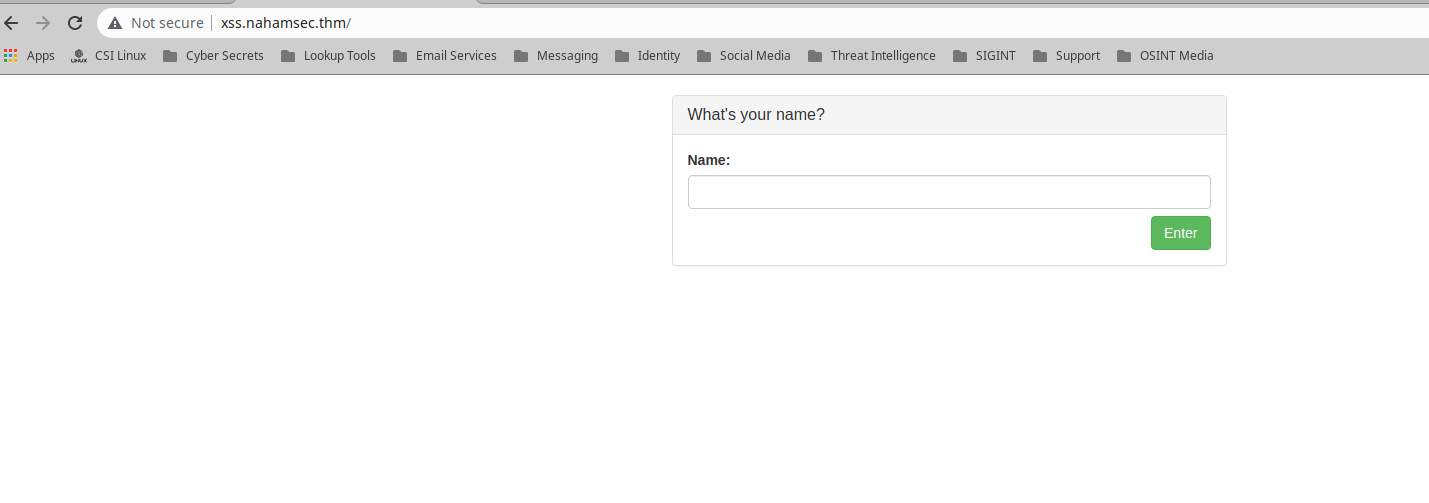 Not secure | xss.nahamsec.thm/
Apps CSI Linux Cyber Secrets Lookup Tools Email Services Messaging Identity Social Media Threat Intelligence SIGINT Support OSINT Media
What's your name?
Name:
Enter